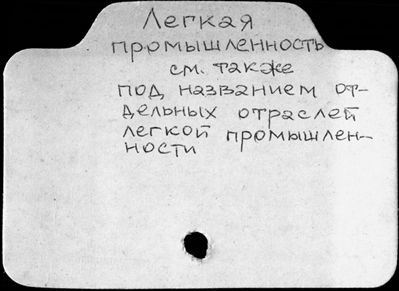 Легкая
промышленность
см. также
под названием от-
дельных отраслей
легкой промышлен-
ности